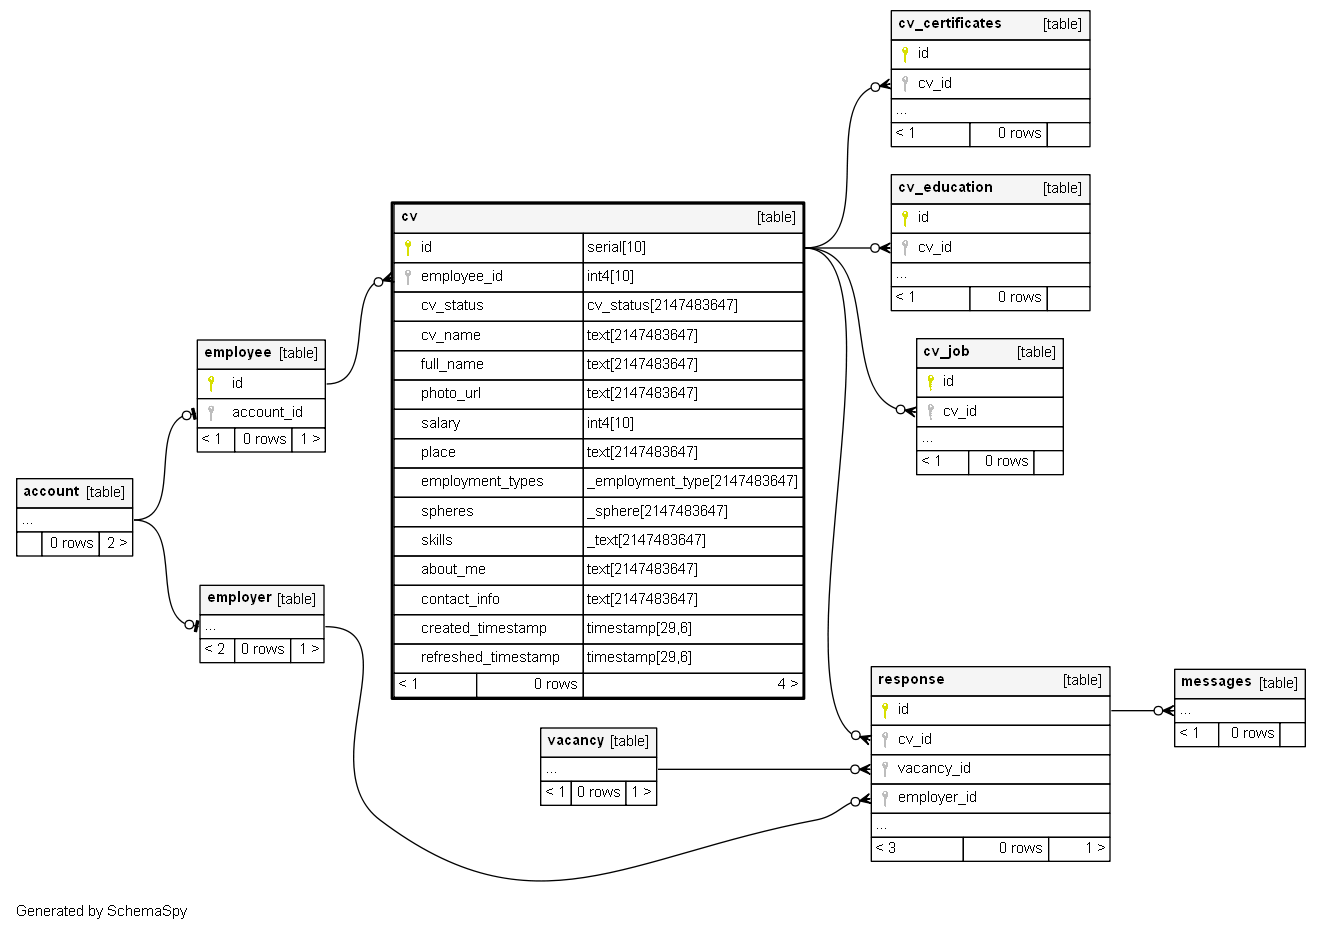 cv_certificates [table]
id
cv_id
...
< 1 0 rows
cv_education [table]
id
cv_id
...
< 1 0 rows
cv [table]
id serial[10]
employee_id int4[10]
cv_status cv_status[2147483647]
cv_name text[2147483647]
full_name text[2147483647]
photo_url text[2147483647]
salary int4[10]
place text[2147483647]
employment_types _employment_type[2147483647]
spheres _sphere[2147483647]
skills _text[2147483647]
about_me text[2147483647]
contact_info text[2147483647]
created_timestamp timestamp[29,6]
refreshed_timestamp timestamp[29,6]
< 1 0 rows 4 >
cv_job [table]
id
cv_id
...
< 1 0 rows
employee [table]
id
account_id
< 1 0 rows 1 >
account [table]
...
0 rows 2 >
employer [table]
...
< 2 0 rows 1 >
response [table]
id
cv_id
vacancy_id
employer_id
...
< 3 0 rows 1 >
messages [table]
...
< 1 0 rows
vacancy [table]
...
< 1 0 rows 1 >
Generated by SchemaSpy